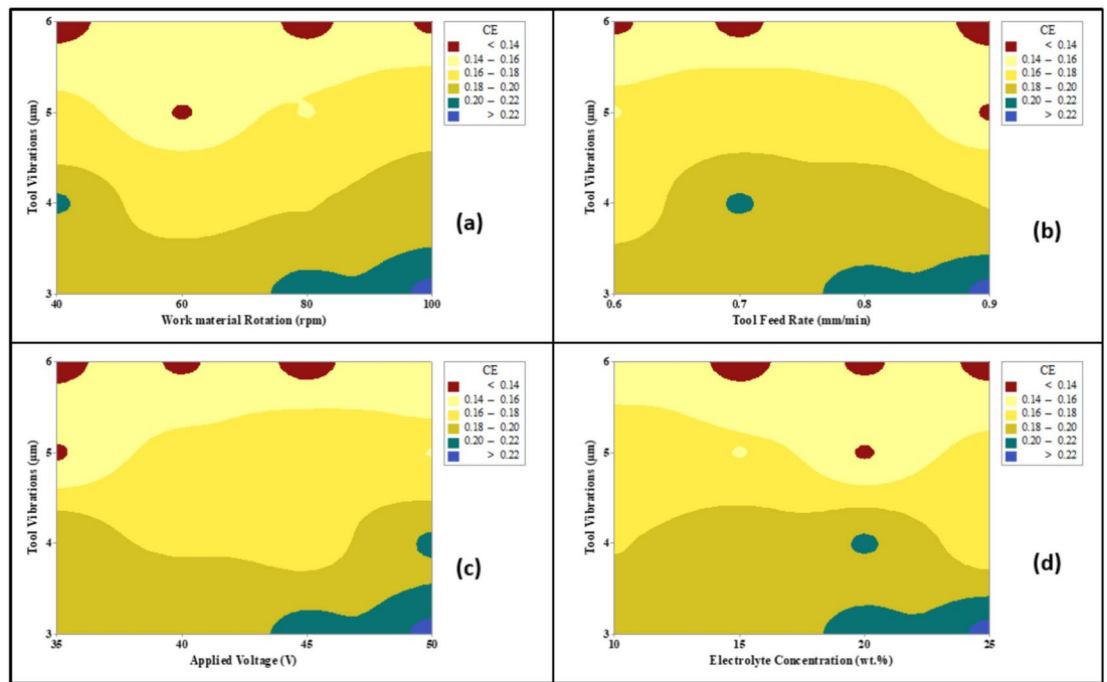 CE
< 0.14
0.14 – 0.16
0.16 – 0.18
0.18 – 0.20
0.20 – 0.22
> 0.22
6
5
4
3
Tool Vibrations (µm)
40 60 80 100
Work material Rotation (rpm)
(a)
CE
< 0.14
0.14 – 0.16
0.16 – 0.18
0.18 – 0.20
0.20 – 0.22
> 0.22
6
5
4
3
Tool Vibrations (µm)
0.6 0.7 0.8 0.9
Tool Feed Rate (mm/min)
(b)
CE
< 0.14
0.14 – 0.16
0.16 – 0.18
0.18 – 0.20
0.20 – 0.22
> 0.22
6
5
4
3
Tool Vibrations (µm)
35 40 45 50
Applied Voltage (V)
(c)
CE
< 0.14
0.14 – 0.16
0.16 – 0.18
0.18 – 0.20
0.20 – 0.22
> 0.22
6
5
4
3
Tool Vibrations (µm)
10 15 20 25
Electrolyte Concentration (wt.%)
(d)